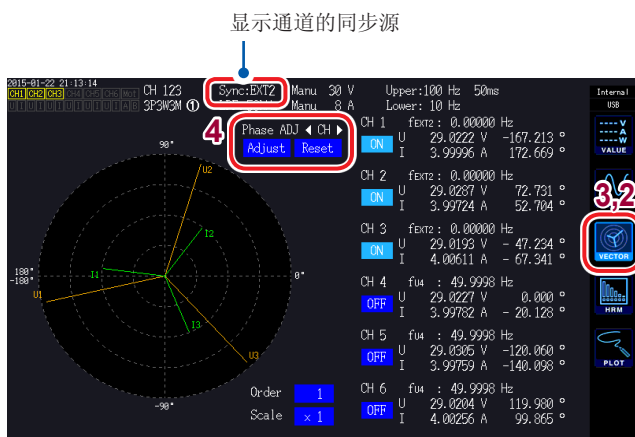 显示通道的同步源
2015-01-22 21:13:14
CH1 CH2 CH3 CH4 CH5 CH6 Mot
U I U I U I U I U I U I A B
CH 123
3P3W3M ①
Sync:EXT2
Manu 30 V
Manu 8 A
Upper:100 Hz 50ms
Lower: 10 Hz
Internal
USB
4
Phase ADJ ◀ CH ▶
Adjust Reset
90°
180°
-180°
0°
-90°
U1
U2
U3
I1
I2
I3
Order 1
Scale × 1
CH 1 fEXT2 : 0.00000 Hz
ON U 29.0222 V -167.213 °
I 3.99996 A 172.669 °
CH 2 fEXT2 : 0.00000 Hz
ON U 29.0287 V 72.731 °
I 3.99724 A 52.704 °
CH 3 fEXT2 : 0.00000 Hz
ON U 29.0193 V - 47.234 °
I 4.00611 A - 67.341 °
CH 4 fU4 : 49.9998 Hz
OFF U 29.0227 V 0.000 °
I 3.99782 A - 20.128 °
CH 5 fU4 : 49.9998 Hz
OFF U 29.0305 V -120.060 °
I 3.99759 A -140.098 °
CH 6 fU4 : 49.9998 Hz
OFF U 29.0204 V 119.980 °
I 4.00256 A 99.865 °
V
A
W
VALUE
3,2
VECTOR
HRM
PLOT